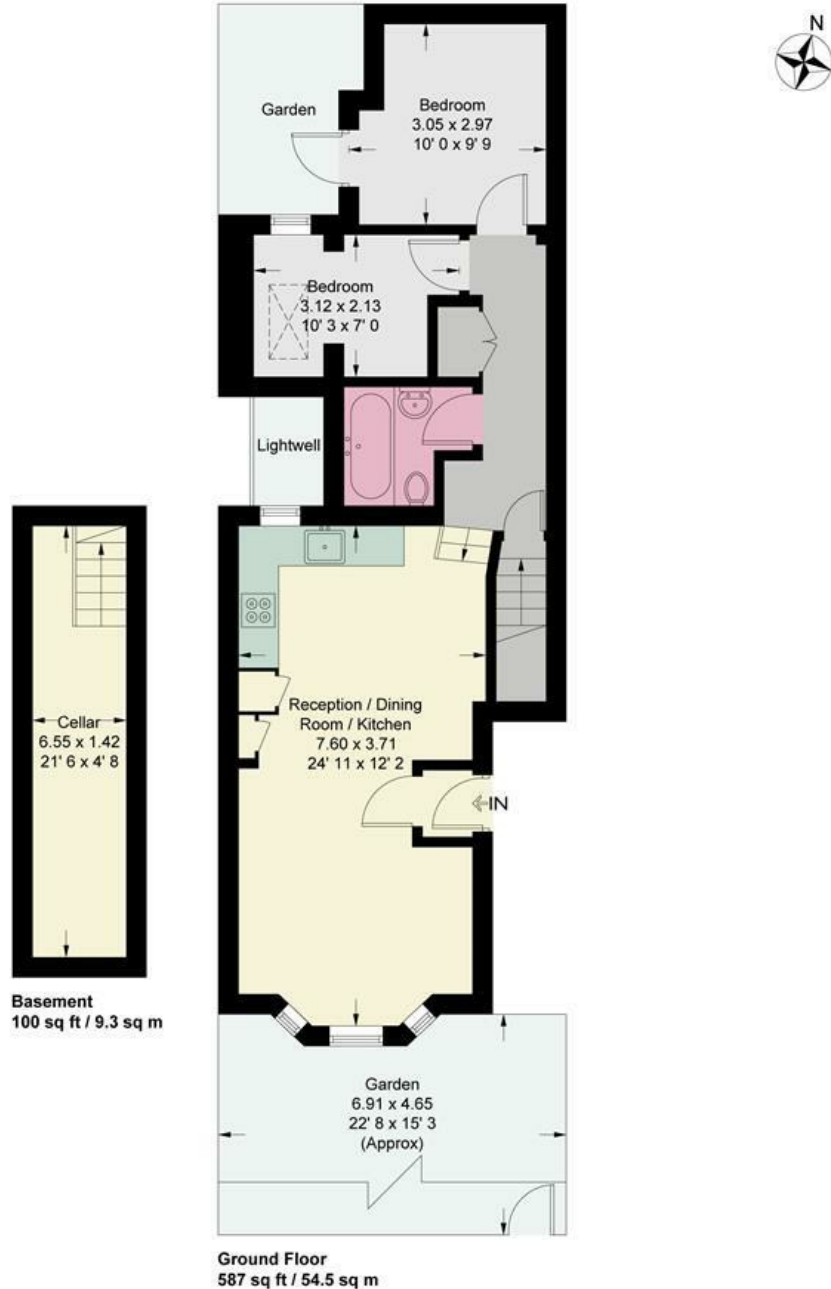 N
Garden
Bedroom
3.05 x 2.97
10' 0 x 9' 9
Bedroom
3.12 x 2.13
10' 3 x 7' 0
Lightwell
Reception / Dining
Room / Kitchen
7.60 x 3.71
24' 11 x 12' 2
IN
Cellar
6.55 x 1.42
21' 6 x 4' 8
Basement
100 sq ft / 9.3 sq m
Garden
6.91 x 4.65
22' 8 x 15' 3
(Approx)
Ground Floor
587 sq ft / 54.5 sq m